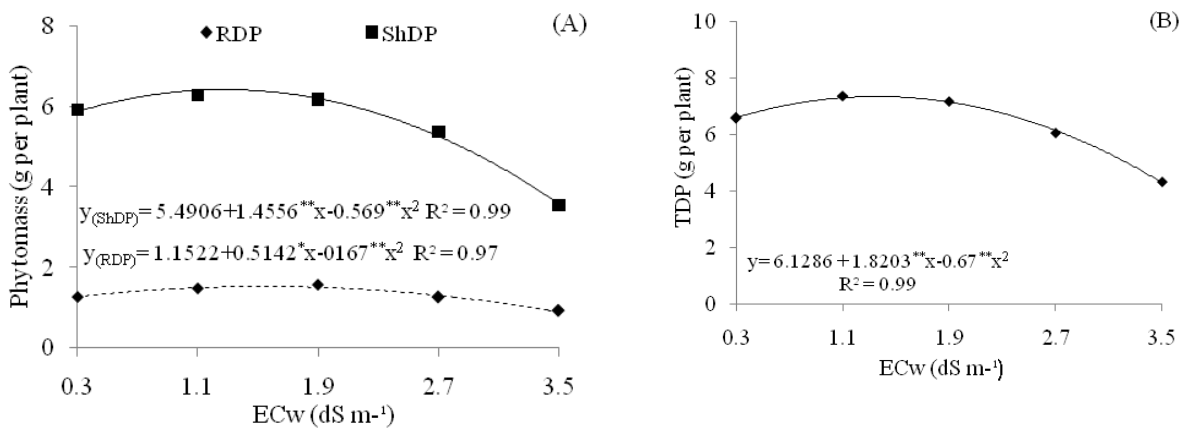 (A)
RDP ShDP
Phytomass (g per plant)
8
6
4
2
0
y(ShDP)= 5.4906+1.4556**x-0.569**x² R² = 0.99
y(RDP)= 1.1522+0.5142*x-0167**x² R² = 0.97
0.3 1.1 1.9 2.7 3.5
ECw (dS m-¹)
(B)
TDP (g per plant)
10
8
6
4
2
0
y= 6.1286 + 1.8203**x-0.67**x²
R² = 0.99
0.3 1.1 1.9 2.7 3.5
ECw (dS m-¹)